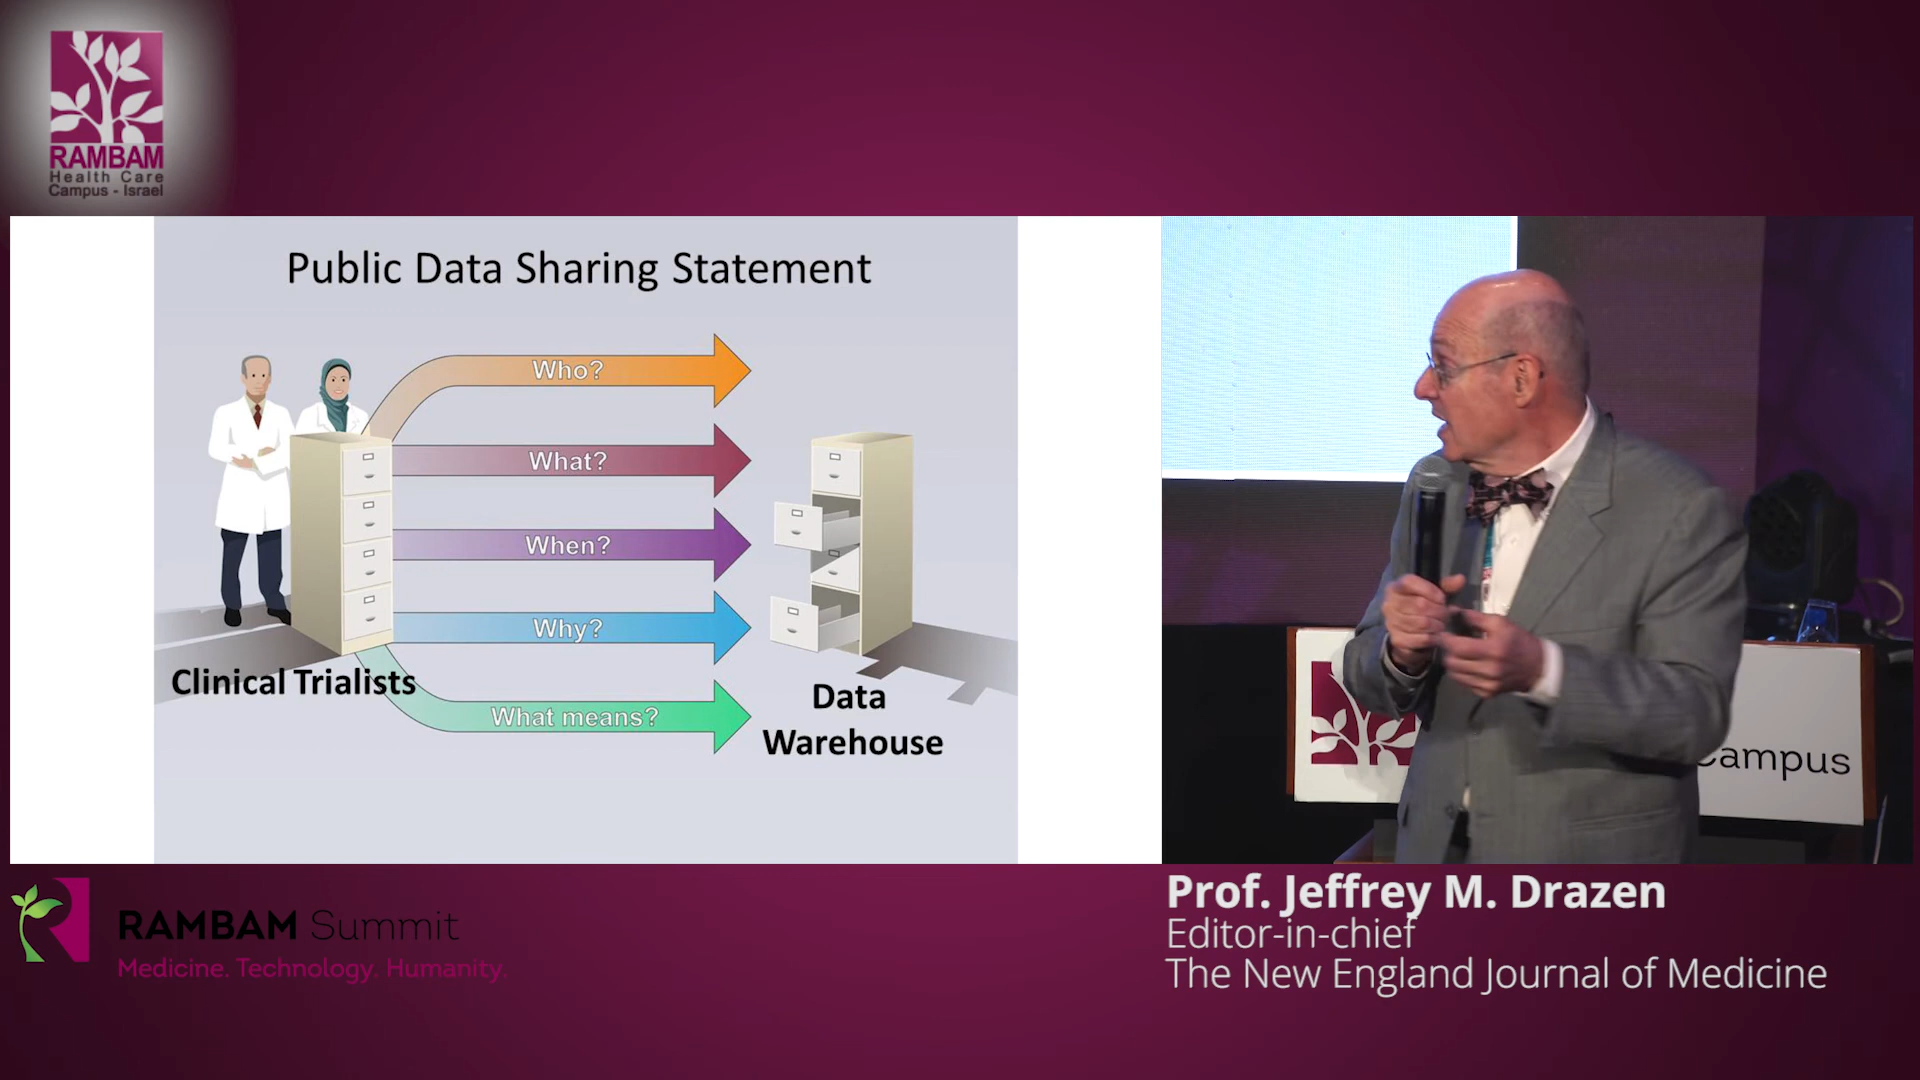 RAMBAM
Health Care
Campus - Israel
Public Data Sharing Statement
Who?
What?
When?
Why?
What means?
Clinical Trialists
Data
Warehouse
Campus
Prof. Jeffrey M. Drazen
Editor-in-chief
The New England Journal of Medicine
RAMBAM Summit
Medicine. Technology. Humanity.